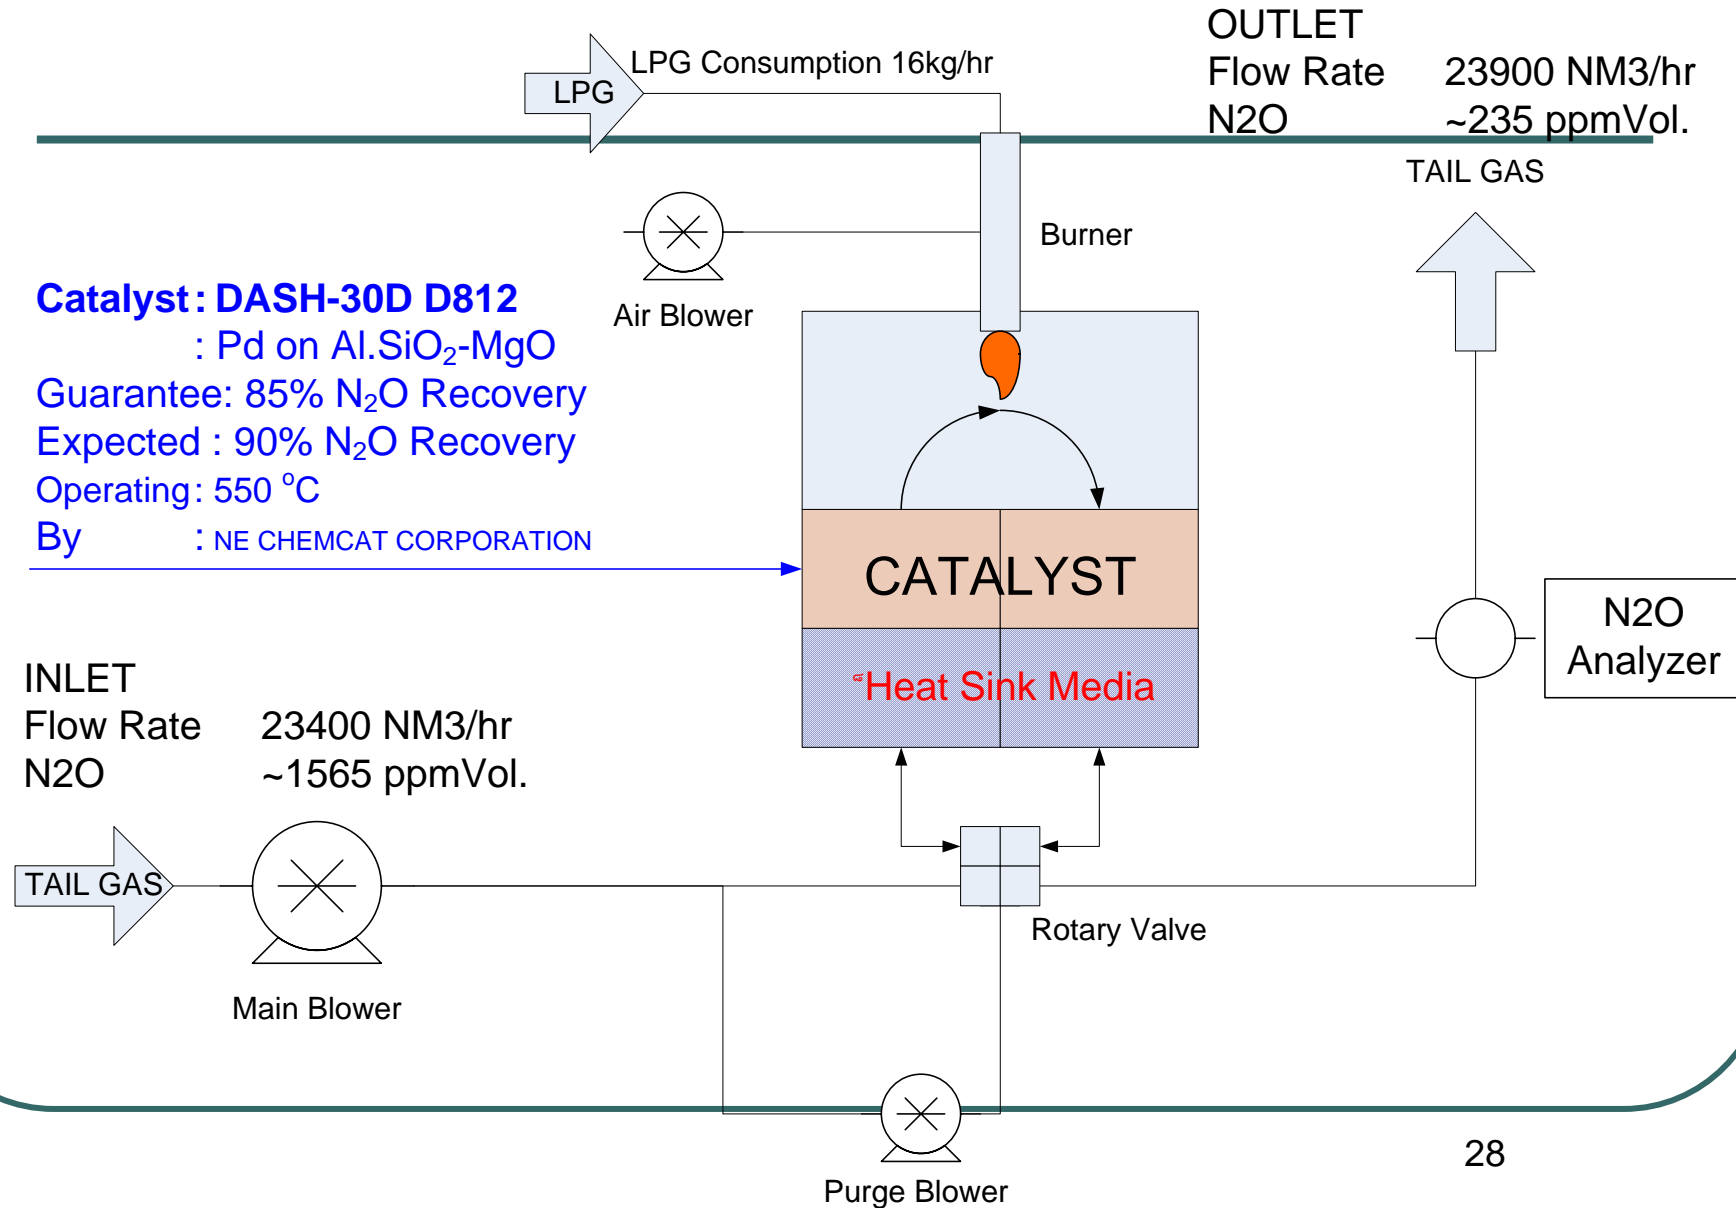 OUTLET
Flow Rate 23900 NM3/hr
N2O ~235 ppmVol.
LPG Consumption 16kg/hr
LPG
TAIL GAS
Burner
Air Blower
Catalyst : DASH-30D D812
: Pd on Al.SiO₂-MgO
Guarantee: 85% N₂O Recovery
Expected : 90% N₂O Recovery
Operating : 550 °C
By : NE CHEMCAT CORPORATION
CATALYST
Heat Sink Media
N2O
Analyzer
INLET
Flow Rate 23400 NM3/hr
N2O ~1565 ppmVol.
TAIL GAS
Rotary Valve
Main Blower
Purge Blower
28